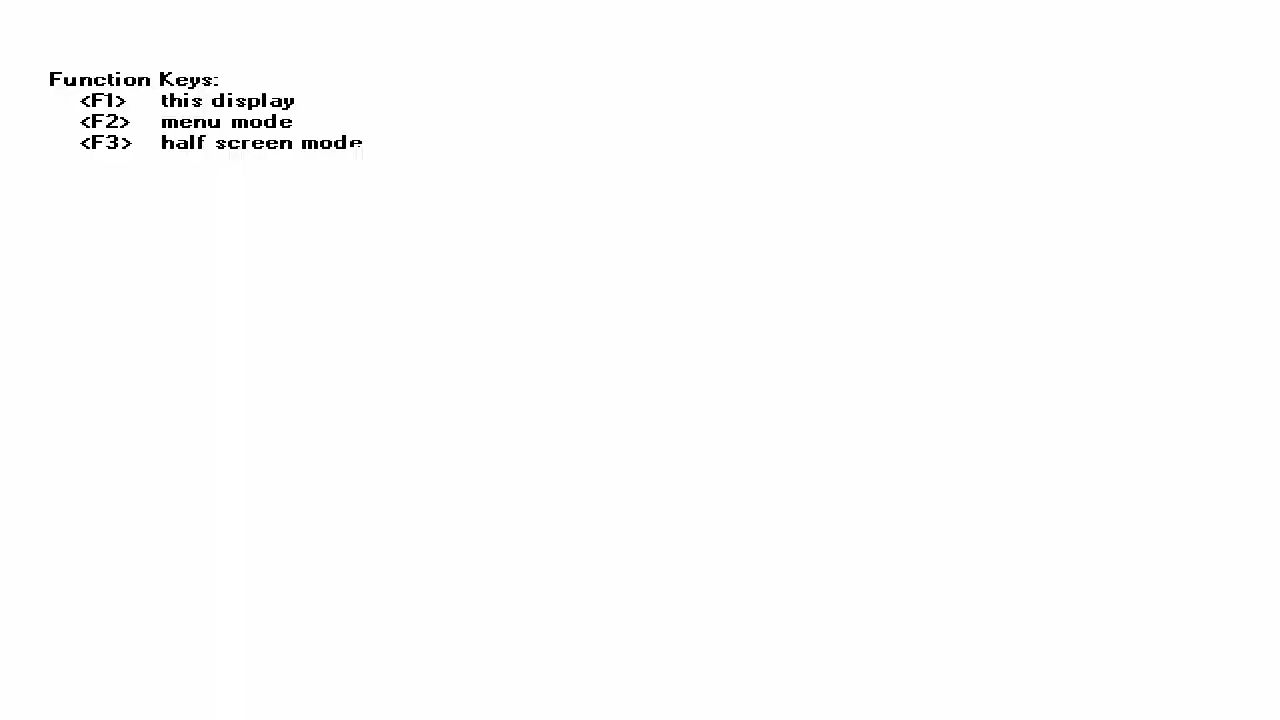 Function Keys:
<F1> this display
<F2> menu mode
<F3> half screen mode